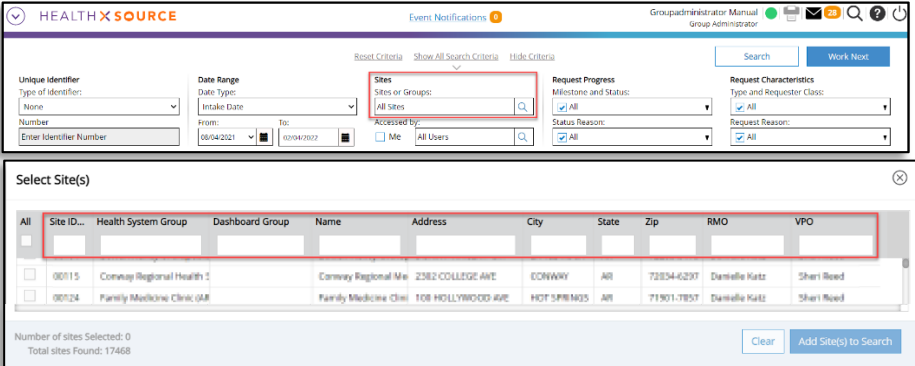 HEALTHXSOURCE
Event Notifications 0
Groupadministrator Manual
Group Administrator
28
Reset Criteria Show All Search Criteria Hide Criteria
Search Work Next
Unique Identifier Date Range Sites Request Progress Request Characteristics
Type of Identifier: Date Type: Sites or Groups: Milestone and Status: Type and Requester Class:
None Intake Date All Sites All All
Number From: To: Accessed by: Status Reason: Request Reason:
Enter Identifier Number 08/04/2021 02/04/2022 Me All Users All All
Select Site(s)
All Site ID... Health System Group Dashboard Group Name Address City State Zip RMO VPO
00115 Conway Regional Health S Conway Regional Me 2302 COLLEGE AVE CONWAY AR 72034-6297 Danielle Katz Sheri Reed
00124 Family Medicine Clinic (AR Family Medicine Clini 100 HOLLYWOOD AVE HOT SPRINGS AR 71901-7857 Danielle Katz Sheri Reed
Number of sites Selected: 0
Total sites Found: 17468
Clear Add Site(s) to Search